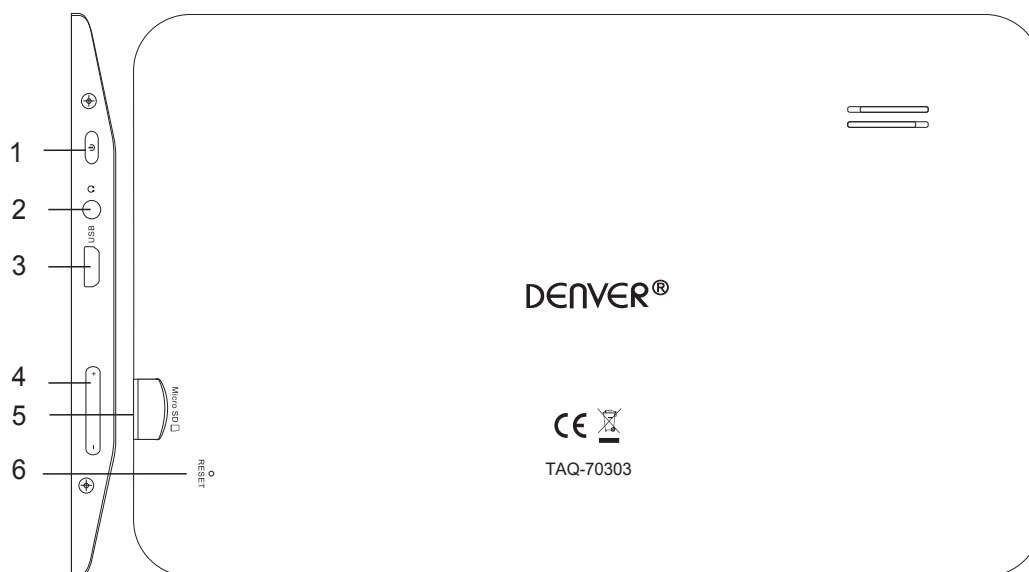 1
2
USB
3
4
+
-
Micro SD
5
RESET
6
DENVER®
CE
TAQ-70303